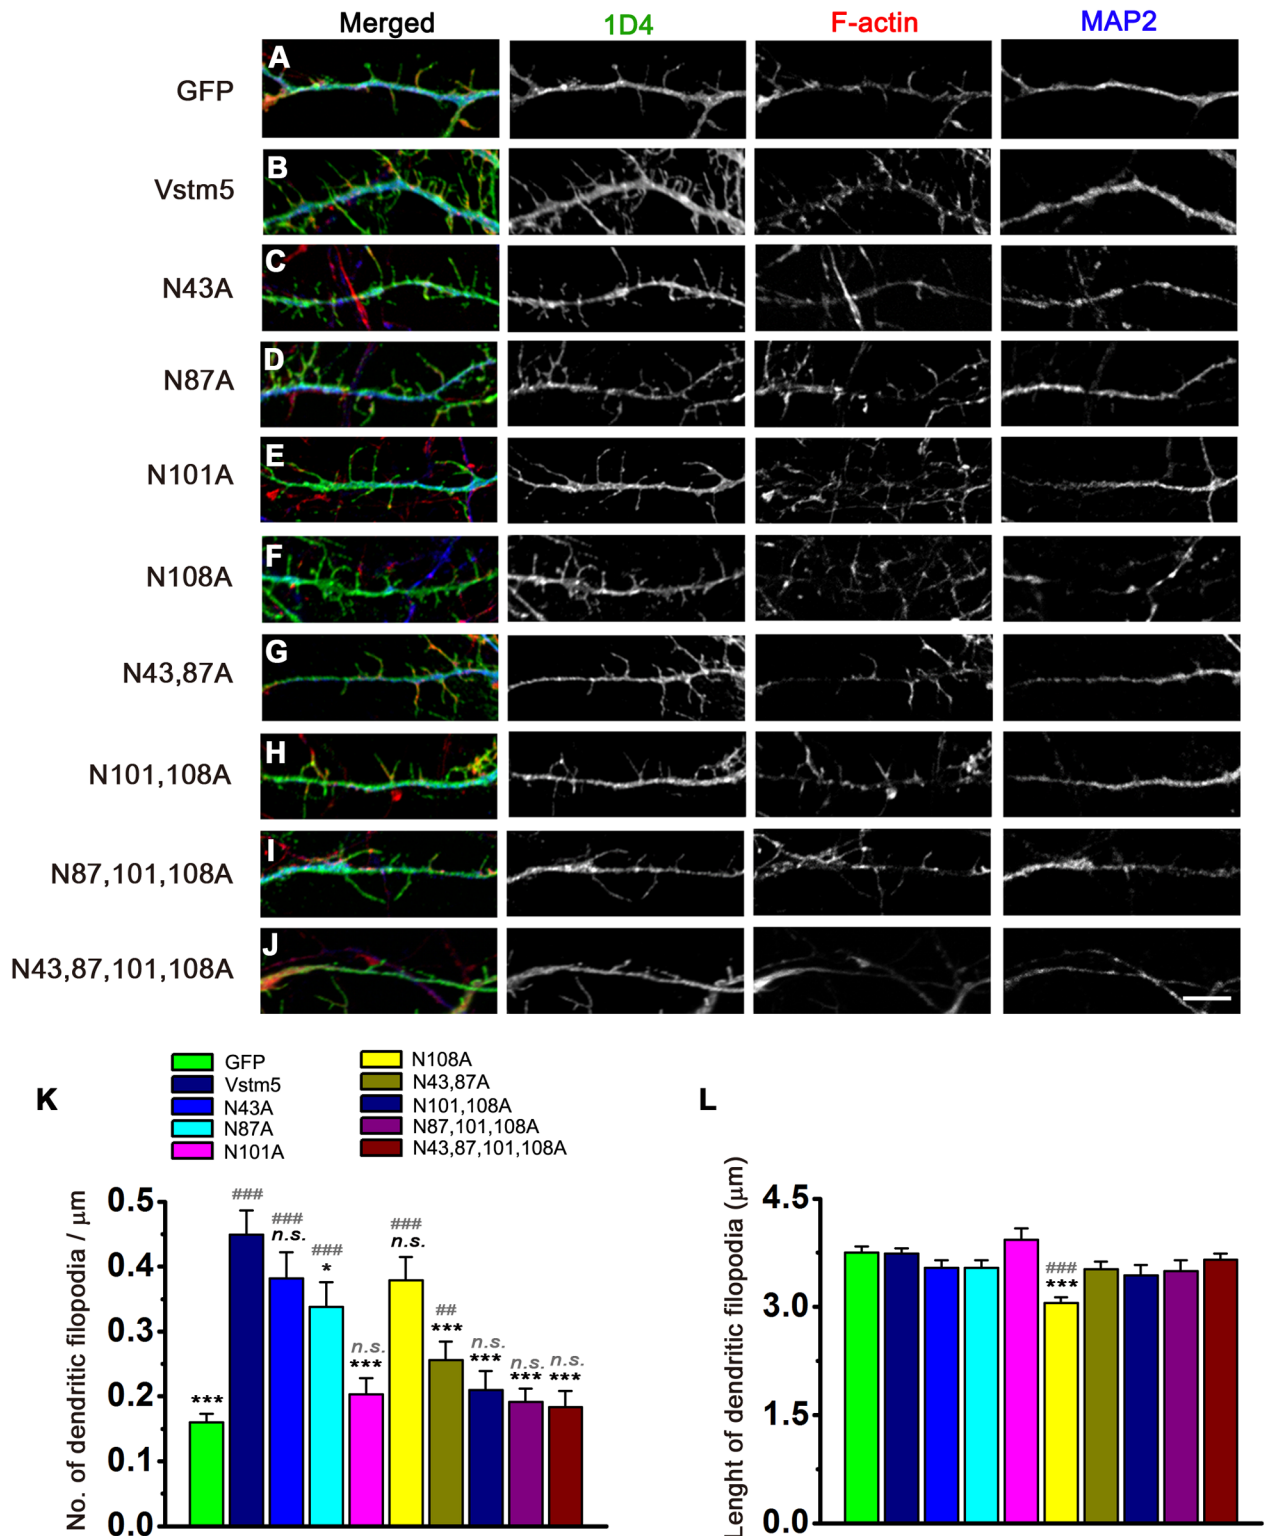 Merged 1D4 F-actin MAP2
GFP A
Vstm5 B
N43A C
N87A D
N101A E
N108A F
N43,87A G
N101,108A H
N87,101,108A I
N43,87,101,108A J
K
GFP
Vstm5
N43A
N87A
N101A
N108A
N43,87A
N101,108A
N87,101,108A
N43,87,101,108A
No. of dendritic filopodia / μm
0.5
0.4
0.3
0.2
0.1
0.0
***
###
###
n.s.
###
*
n.s.
***
###
n.s.
##
***
n.s.
***
n.s.
***
n.s.
***
L
Lenght of dendritic filopodia (μm)
4.5
3.0
1.5
0.0
###
***